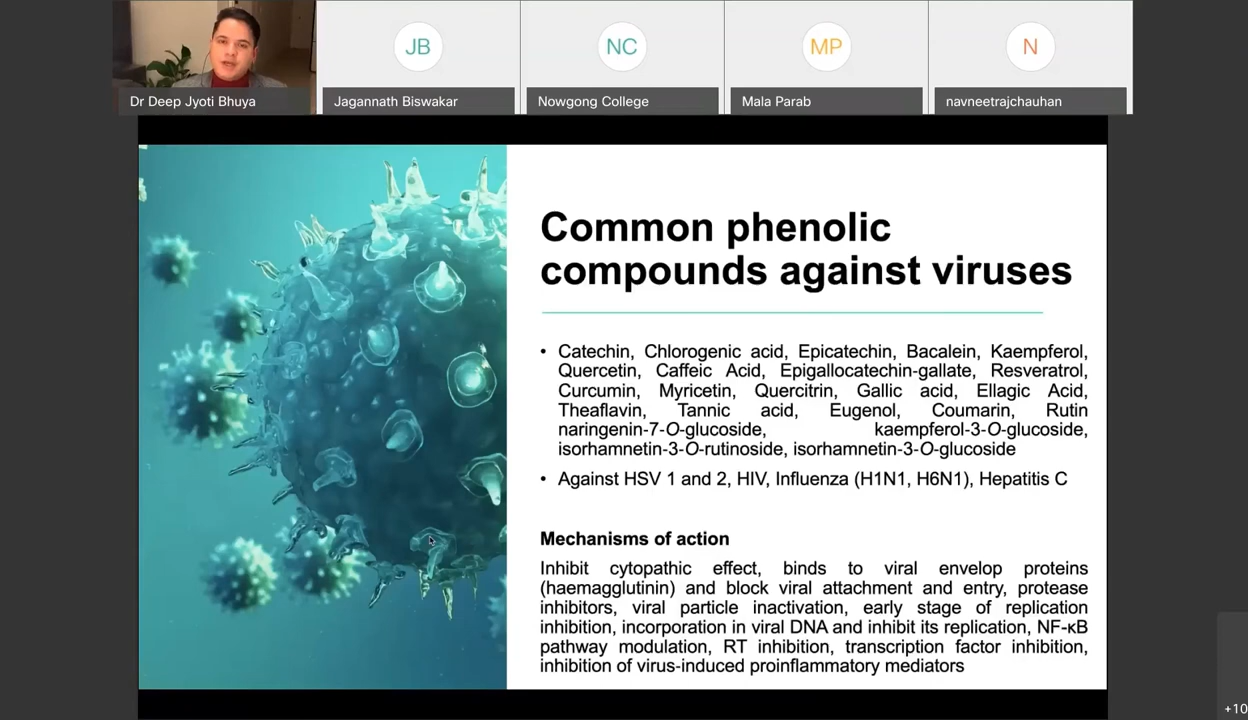 JB
NC
MP
N
Dr Deep Jyoti Bhuya
Jagannath Biswakar
Nowgong College
Mala Parab
navneetrajchauhan
Common phenolic
compounds against viruses
• Catechin, Chlorogenic acid, Epicatechin, Bacalein, Kaempferol,
Quercetin, Caffeic Acid, Epigallocatechin-gallate, Resveratrol,
Curcumin, Myricetin, Quercitrin, Gallic acid, Ellagic Acid,
Theaflavin, Tannic acid, Eugenol, Coumarin, Rutin
naringenin-7-O-glucoside, kaempferol-3-O-glucoside,
isorhamnetin-3-O-rutinoside, isorhamnetin-3-O-glucoside
• Against HSV 1 and 2, HIV, Influenza (H1N1, H6N1), Hepatitis C
Mechanisms of action
Inhibit cytopathic effect, binds to viral envelop proteins
(haemagglutinin) and block viral attachment and entry, protease
inhibitors, viral particle inactivation, early stage of replication
inhibition, incorporation in viral DNA and inhibit its replication, NF-κB
pathway modulation, RT inhibition, transcription factor inhibition,
inhibition of virus-induced proinflammatory mediators
+10